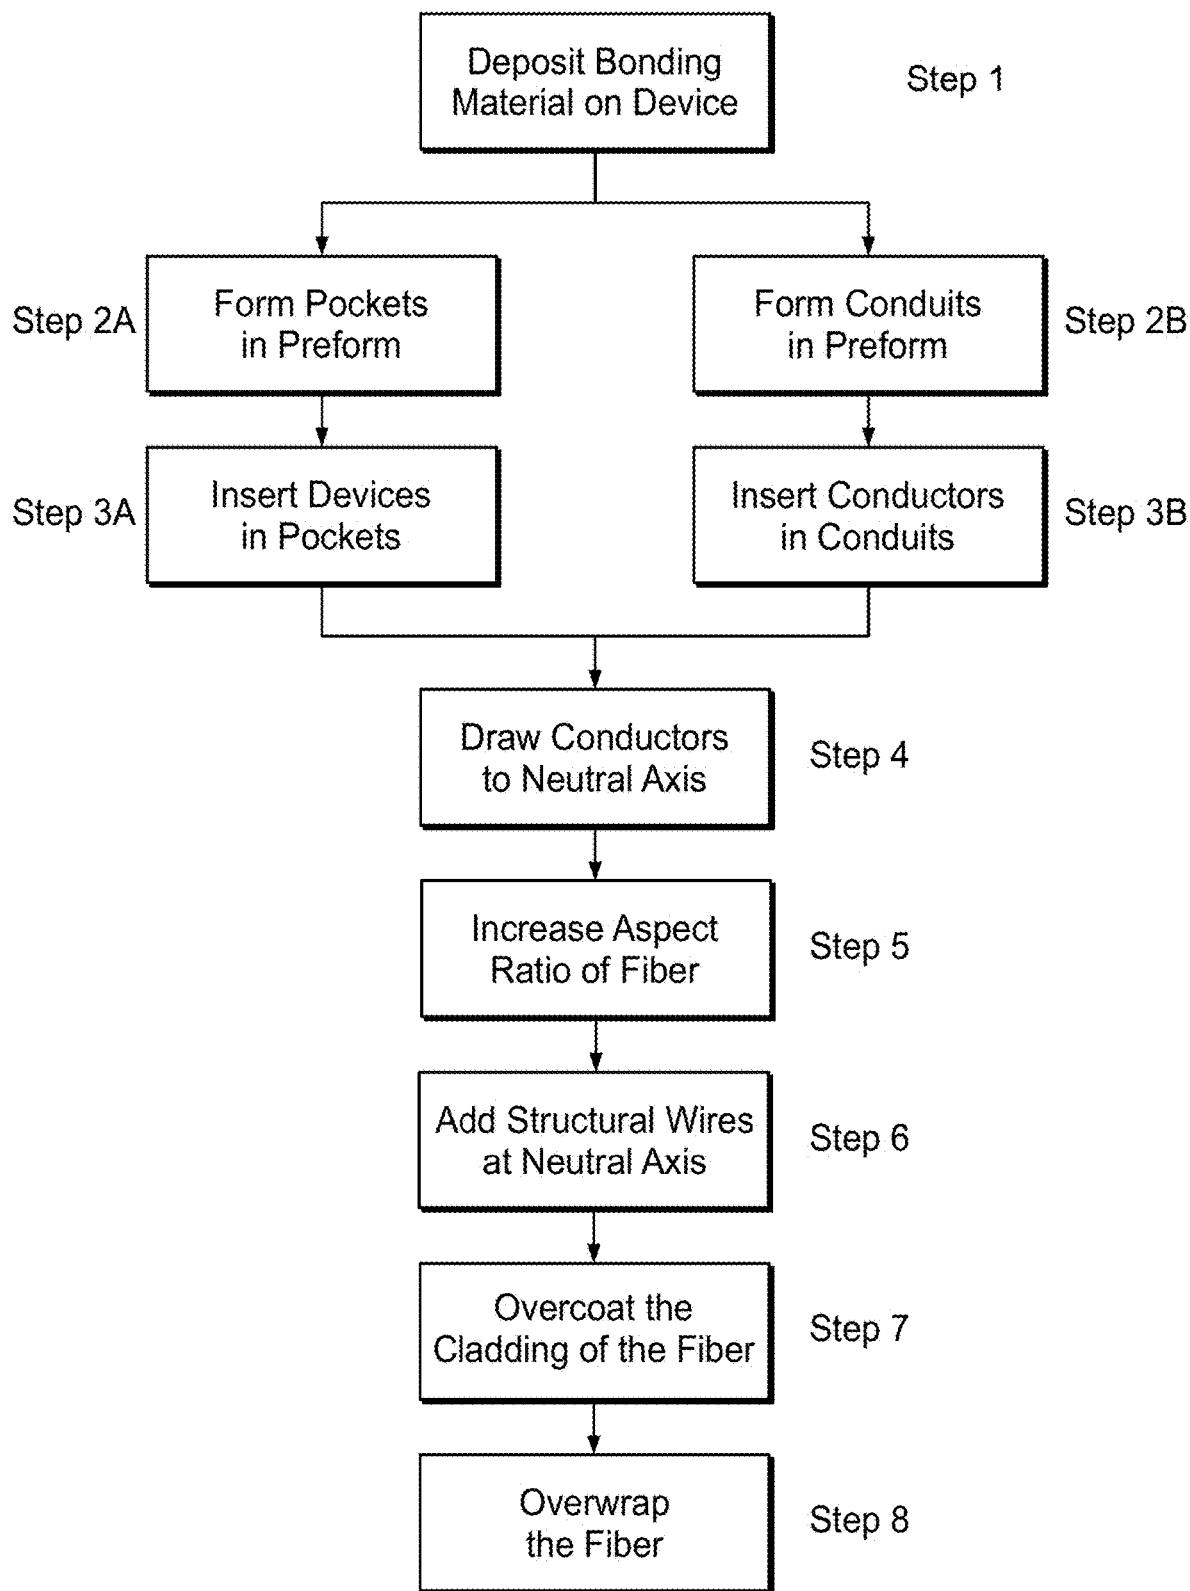 Deposit Bonding
Material on Device
Step 1
Step 2A
Form Pockets
in Preform
Form Conduits
in Preform
Step 2B
Step 3A
Insert Devices
in Pockets
Insert Conductors
in Conduits
Step 3B
Draw Conductors
to Neutral Axis
Step 4
Increase Aspect
Ratio of Fiber
Step 5
Add Structural Wires
at Neutral Axis
Step 6
Overcoat the
Cladding of the Fiber
Step 7
Overwrap
the Fiber
Step 8